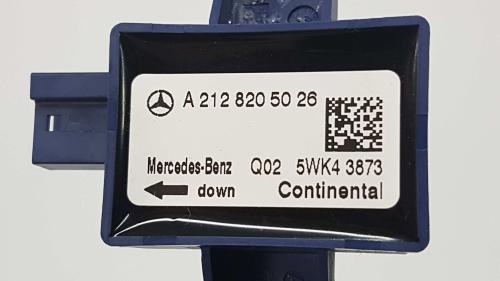 A 212 820 50 26
Mercedes-Benz Q02 5WK4 3873
down Continental